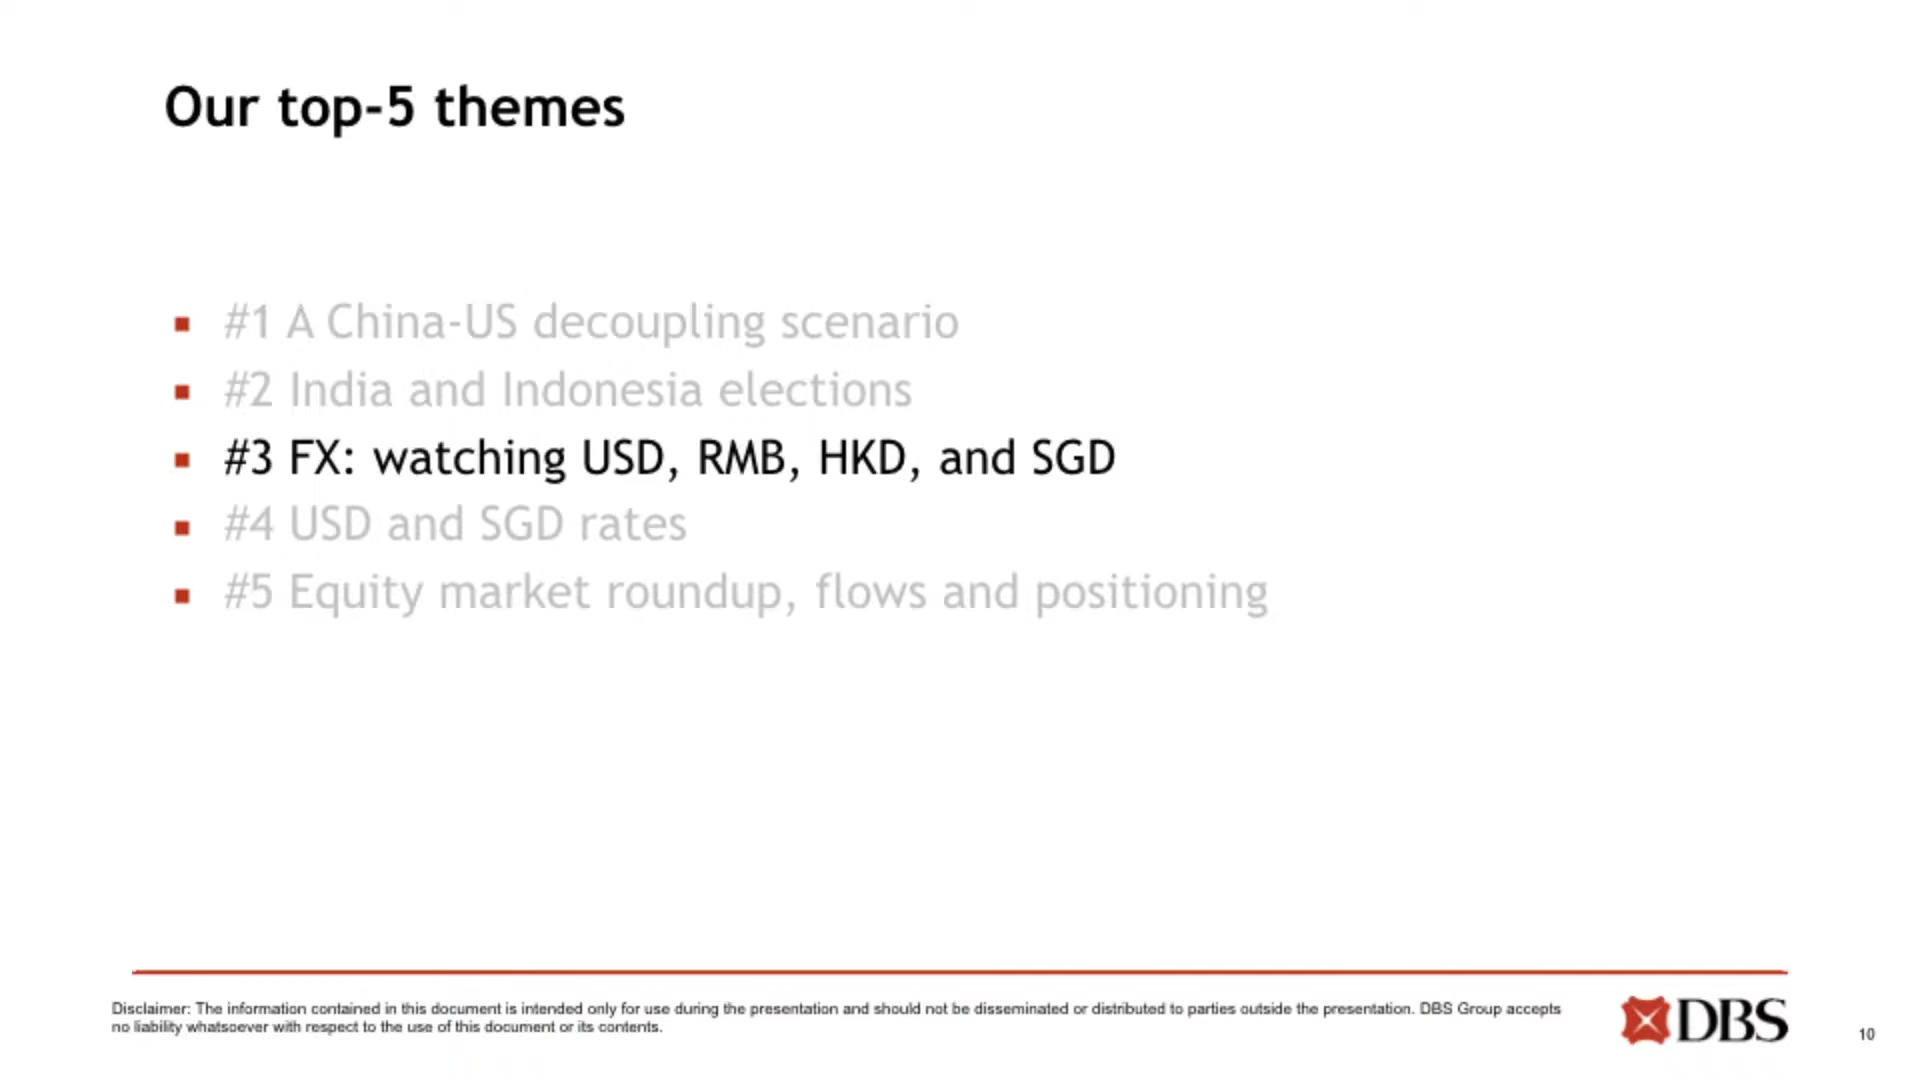 Our top-5 themes
#1 A China-US decoupling scenario
#2 India and Indonesia elections
#3 FX: watching USD, RMB, HKD, and SGD
#4 USD and SGD rates
#5 Equity market roundup, flows and positioning
Disclaimer: The information contained in this document is intended only for use during the presentation and should not be disseminated or distributed to parties outside the presentation. DBS Group accepts
no liability whatsoever with respect to the use of this document or its contents.
DBS
10